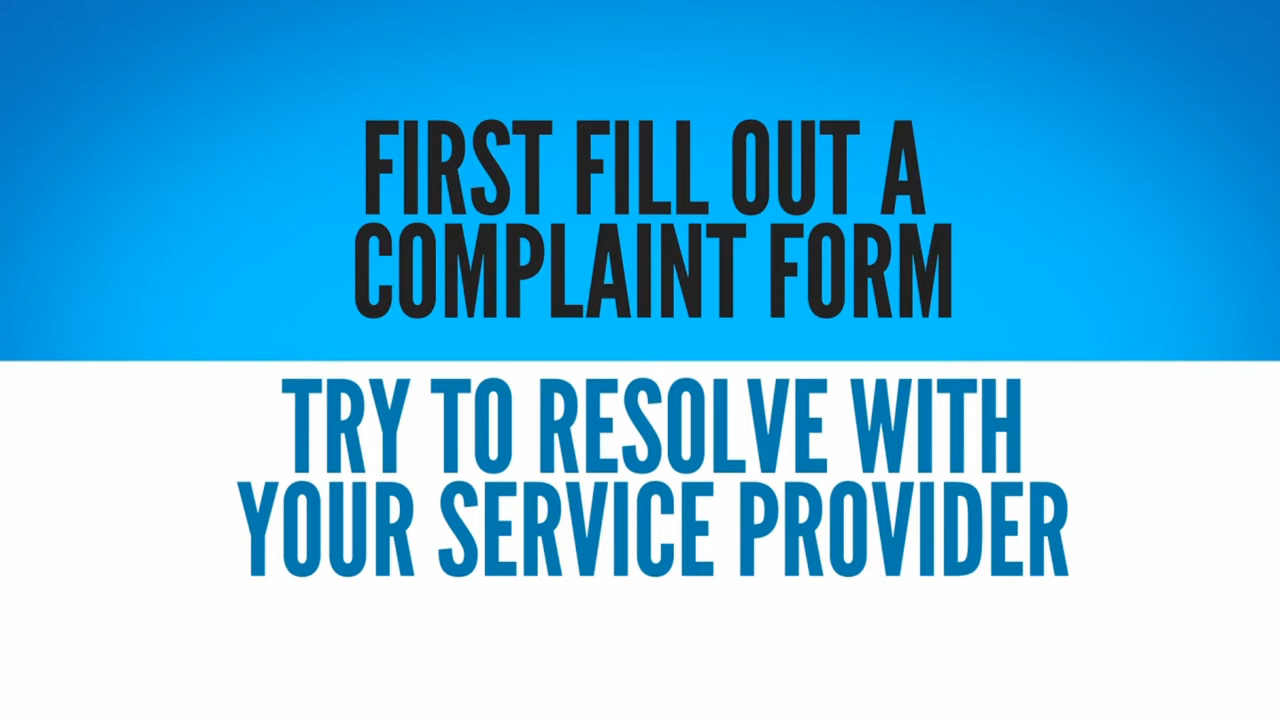 FIRST FILL OUT A
COMPLAINT FORM
TRY TO RESOLVE WITH
YOUR SERVICE PROVIDER